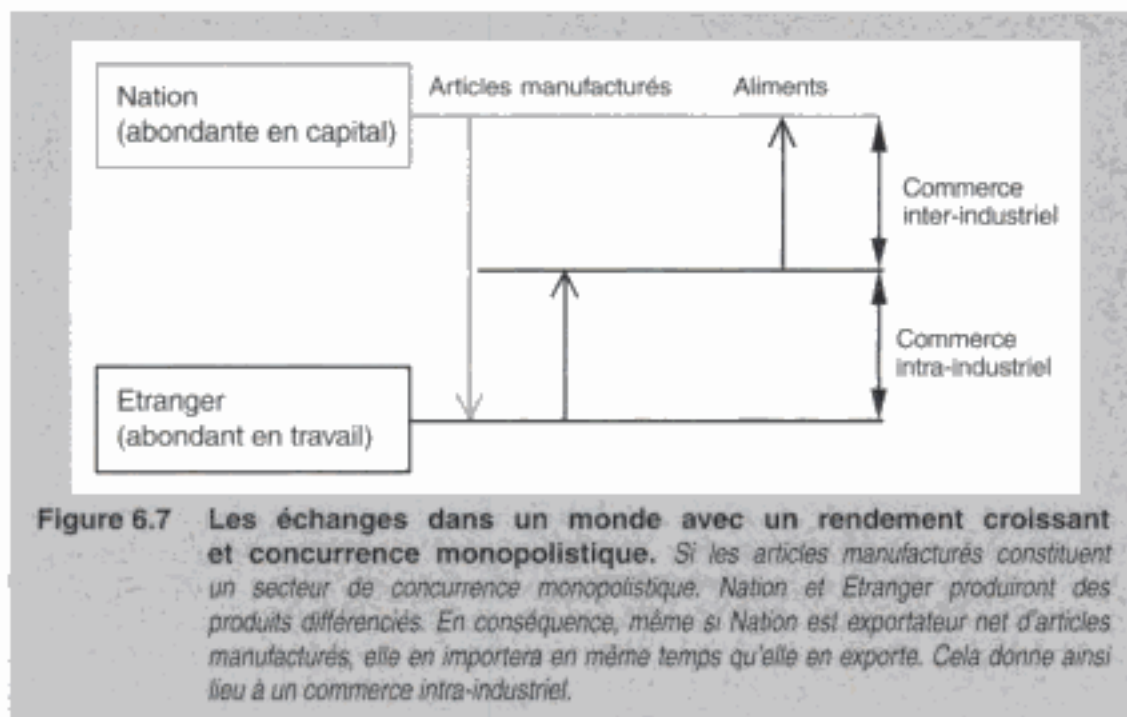 Nation
(abondante en capital)
Articles manufacturés
Aliments
Commerce
inter-industriel
Commerce
intra-industriel
Etranger
(abondant en travail)
Figure 6.7 Les échanges dans un monde avec un rendement croissant
et concurrence monopolistique. Si les articles manufacturés constituent
un secteur de concurrence monopolistique. Nation et Etranger produiront des
produits différenciés. En conséquence, même si Nation est exportateur net d'articles
manufacturés, elle en importera en même temps qu'elle en exporte. Cela donne ainsi
lieu à un commerce intra-industriel.